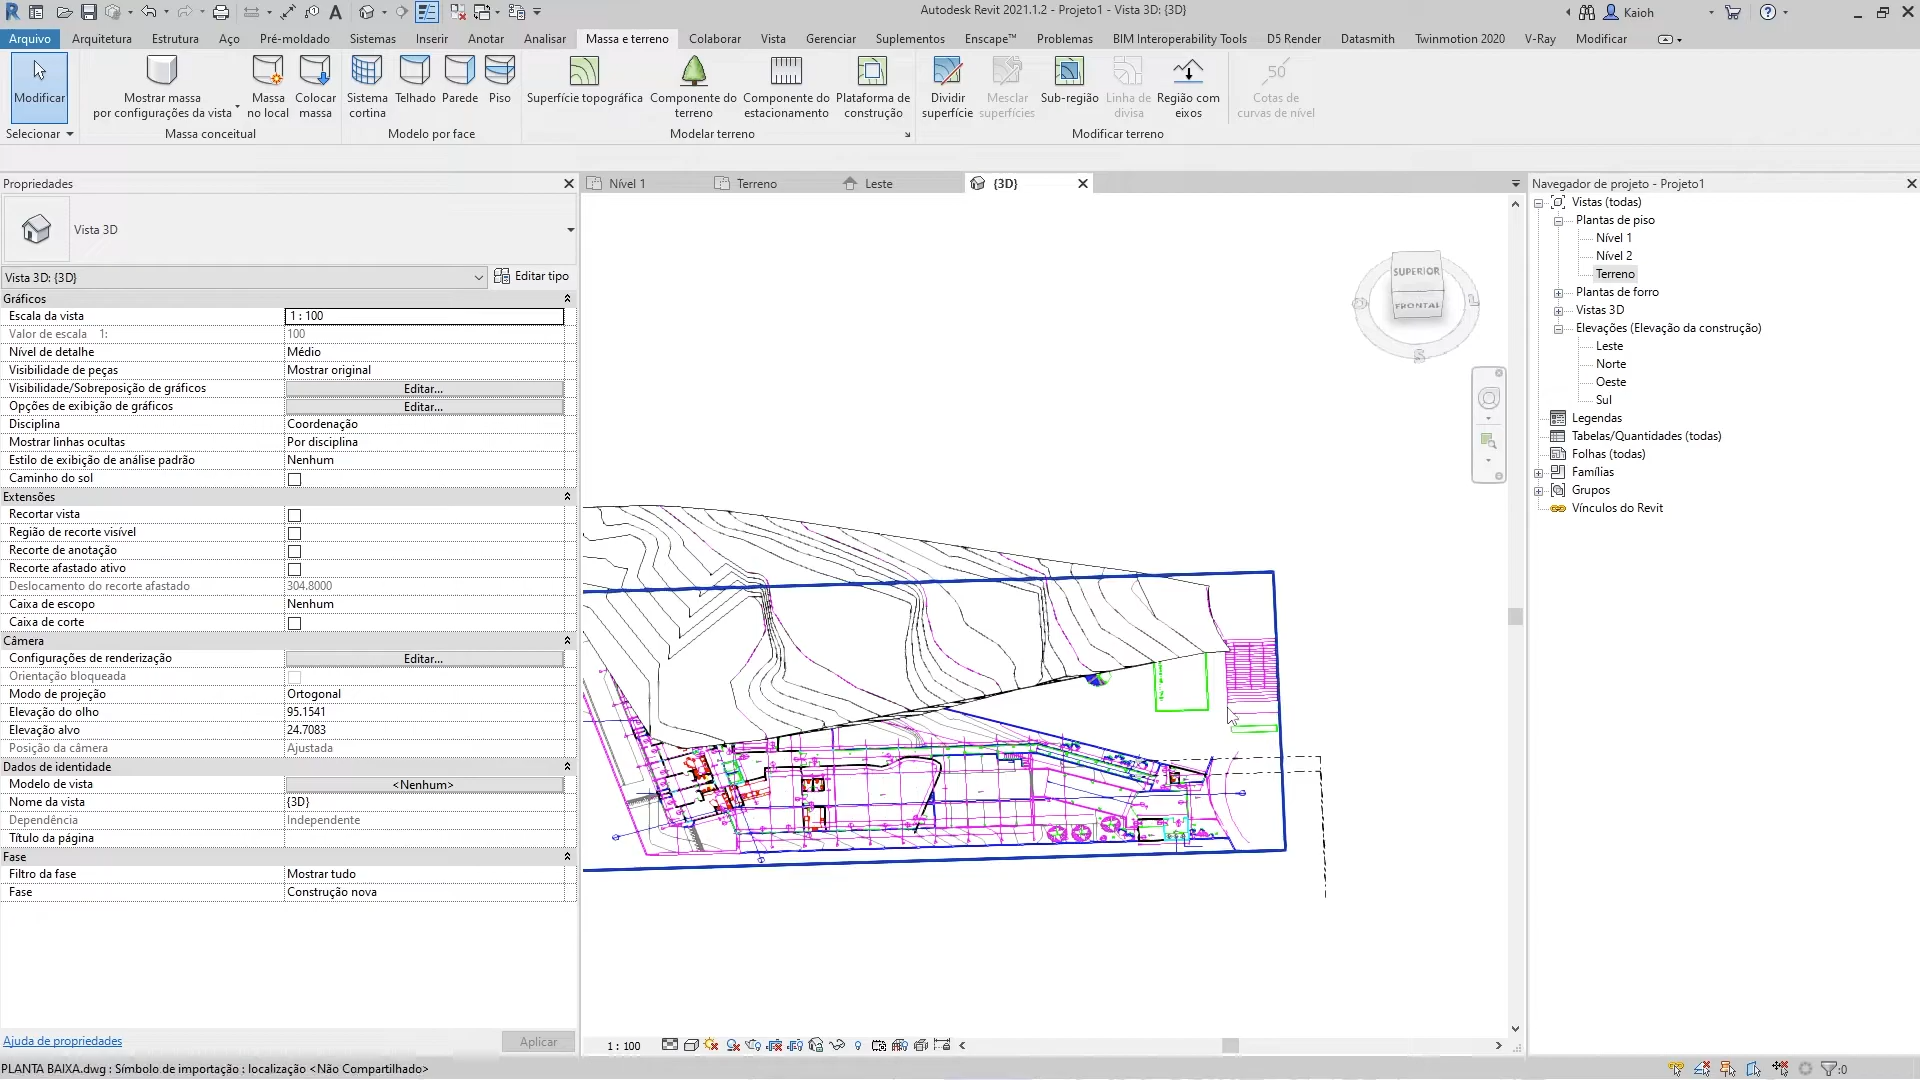 Autodesk Revit 2021.1.2 - Projeto1 - Vista 3D: {3D}
Kaioh
Arquivo Arquitetura Estrutura Aço Pré-moldado Sistemas Inserir Anotar Analisar Massa e terreno Colaborar Vista Gerenciar Suplementos Enscape™ Problemas BIM Interoperability Tools D5 Render Datasmith Twinmotion 2020 V-Ray Modificar
Modificar
Mostrar massa
por configurações da vista
Massa
no local
Colocar
massa
Sistema
cortina
Telhado
Parede
Piso
Superfície topográfica
Componente do
terreno
Componente do
estacionamento
Plataforma de
construção
Dividir
superfície
Mesclar
superfícies
Sub-região
Linha de
divisa
Região com
eixos
50
Cotas de
curvas de nível
Selecionar Massa conceitual Modelo por face Modelar terreno Modificar terreno
Propriedades
Vista 3D
Vista 3D: {3D} Editar tipo
Gráficos
Escala da vista 1 : 100
Valor de escala 1: 100
Nível de detalhe Médio
Visibilidade de peças Mostrar original
Visibilidade/Sobreposição de gráficos Editar...
Opções de exibição de gráficos Editar...
Disciplina Coordenação
Mostrar linhas ocultas Por disciplina
Estilo de exibição de análise padrão Nenhum
Caminho do sol
Extensões
Recortar vista
Região de recorte visível
Recorte de anotação
Recorte afastado ativo
Deslocamento do recorte afastado 304.8000
Caixa de escopo Nenhum
Caixa de corte
Câmera
Configurações de renderização Editar...
Orientação bloqueada
Modo de projeção Ortogonal
Elevação do olho 95.1541
Elevação alvo 24.7083
Posição da câmera Ajustada
Dados de identidade
Modelo de vista <Nenhum>
Nome da vista {3D}
Dependência Independente
Título da página
Fase
Filtro da fase Mostrar tudo
Fase Construção nova
Ajuda de propriedades Aplicar
Nível 1 Terreno Leste {3D}
SUPERIOR
FRONTAL
S
1 : 100
Navegador de projeto - Projeto1
Vistas (todas)
Plantas de piso
Nível 1
Nível 2
Terreno
Plantas de forro
Vistas 3D
Elevações (Elevação da construção)
Leste
Norte
Oeste
Sul
Legendas
Tabelas/Quantidades (todas)
Folhas (todas)
Famílias
Grupos
Vínculos do Revit
PLANTA BAIXA.dwg : Símbolo de importação : localização <Não Compartilhado>
:0